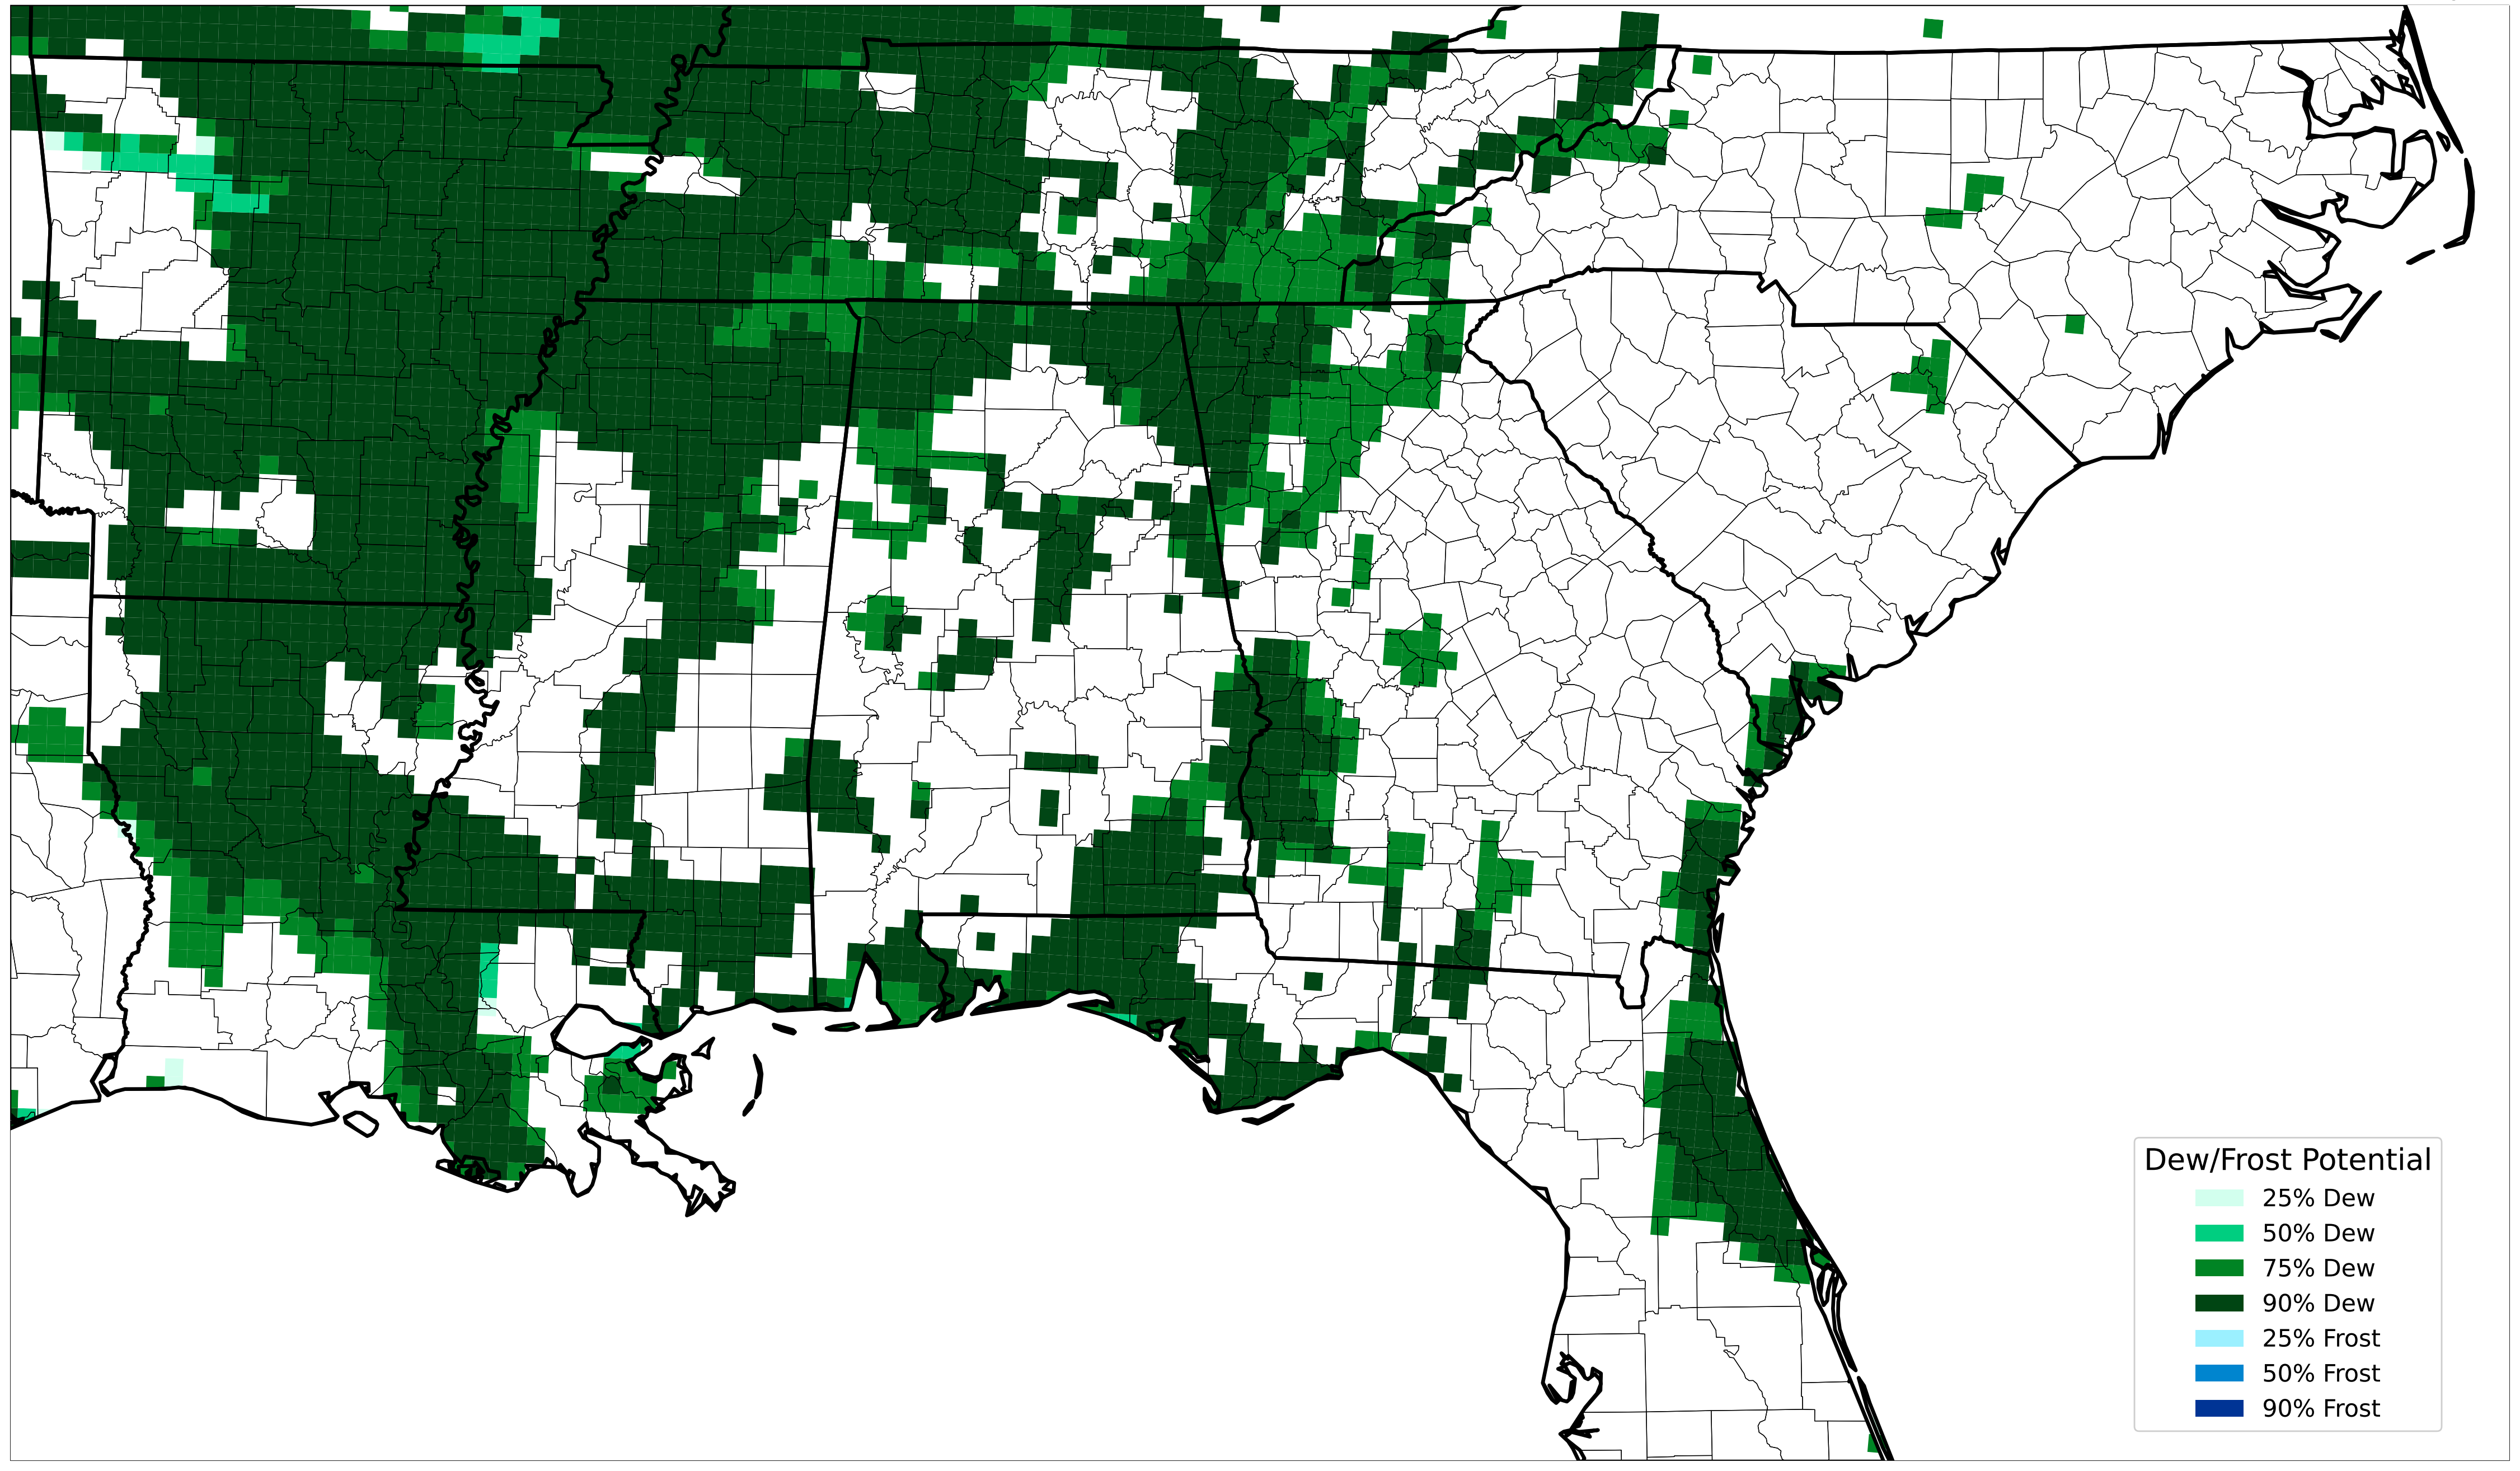 Dew/Frost Potential
25% Dew
50% Dew
75% Dew
90% Dew
25% Frost
50% Frost
90% Frost